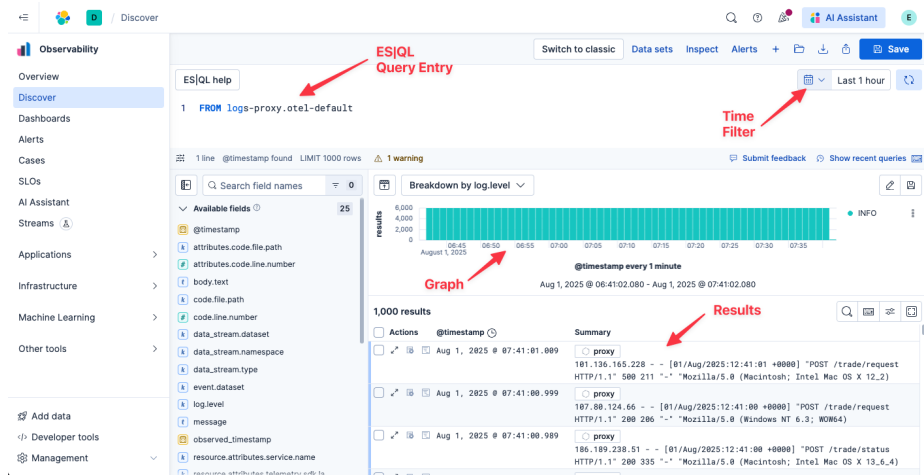 D / Discover
AI Assistant
E
Observability
Switch to classic
Data sets
Inspect
Alerts
Save
Overview
Discover
Dashboards
Alerts
Cases
SLOs
AI Assistant
Streams
Applications
Infrastructure
Machine Learning
Other tools
Add data
Developer tools
Management
ES|QL
Query Entry
ES|QL help
Last 1 hour
1 FROM logs-proxy.otel-default
Time
Filter
1 line @timestamp found LIMIT 1000 rows 1 warning
Submit feedback
Show recent queries
Search field names
0
Available fields 25
@timestamp
attributes.code.file.path
attributes.code.line.number
body.text
code.file.path
code.line.number
data_stream.dataset
data_stream.namespace
data_stream.type
event.dataset
log.level
message
observed_timestamp
resource.attributes.service.name
resource.attributes.telemetry.sdk.la
Breakdown by log.level
results
6,000
4,000
2,000
0
INFO
06:45 06:50 06:55 07:00 07:05 07:10 07:15 07:20 07:25 07:30 07:35
August 1, 2025
@timestamp every 1 minute
Aug 1, 2025 @ 06:41:02.080 - Aug 1, 2025 @ 07:41:02.080
Graph
1,000 results
Results
Actions @timestamp Summary
Aug 1, 2025 @ 07:41:01.009 proxy
101.136.165.228 - - [01/Aug/2025:12:41:01 +0000] "POST /trade/request
HTTP/1.1" 500 211 "-" "Mozilla/5.0 (Macintosh; Intel Mac OS X 12_2)
Aug 1, 2025 @ 07:41:00.999 proxy
107.80.124.66 - - [01/Aug/2025:12:41:00 +0000] "POST /trade/request
HTTP/1.1" 200 206 "-" "Mozilla/5.0 (Windows NT 6.3; WOW64)
Aug 1, 2025 @ 07:41:00.989 proxy
186.189.238.51 - - [01/Aug/2025:12:41:00 +0000] "POST /trade/status
HTTP/1.1" 200 335 "-" "Mozilla/5.0 (Macintosh; Intel Mac OS X 13_6_4)